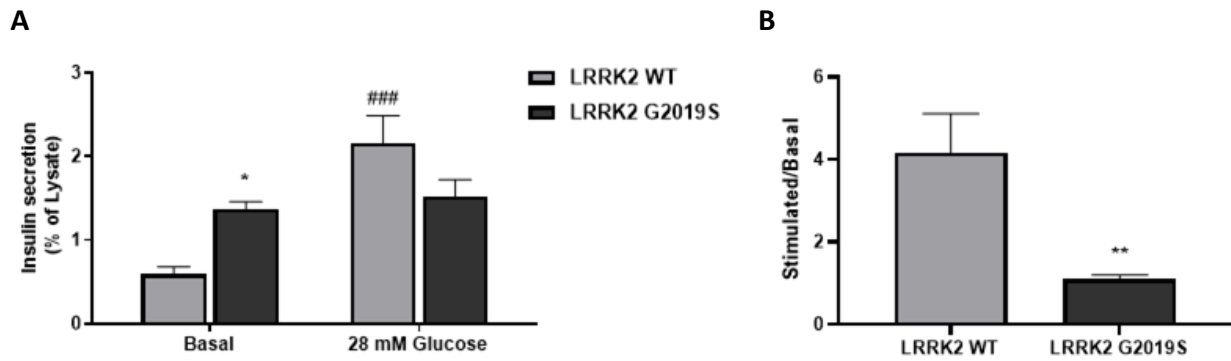 A
Insulin secretion
(% of Lysate)
3
2
1
0
*
###
Basal
28 mM Glucose
LRRK2 WT
LRRK2 G2019S
B
Stimulated/Basal
6
4
2
0
**
LRRK2 WT
LRRK2 G2019S